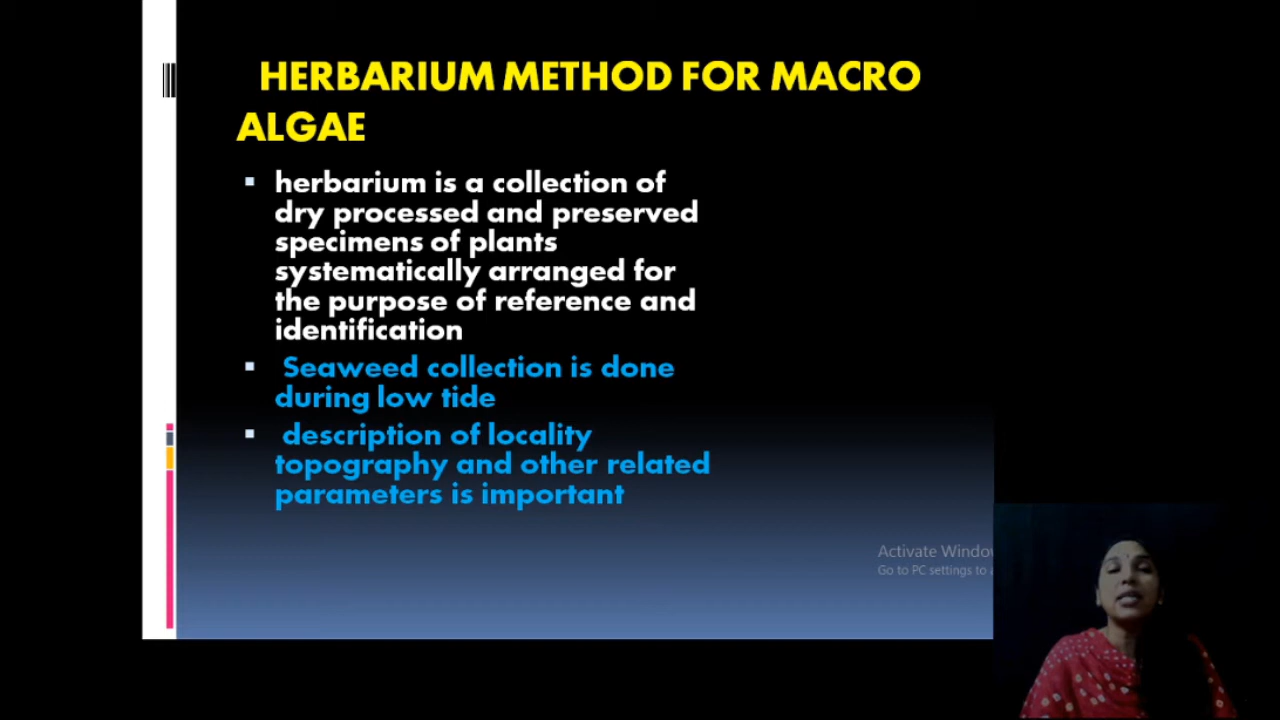 HERBARIUM METHOD FOR MACRO
ALGAE
herbarium is a collection of
dry processed and preserved
specimens of plants
systematically arranged for
the purpose of reference and
identification
Seaweed collection is done
during low tide
description of locality
topography and other related
parameters is important
Activate Windo
Go to PC settings to